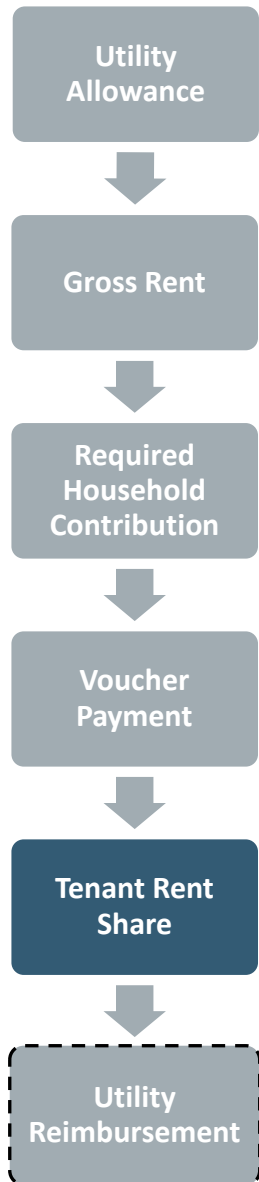 Utility
Allowance
Gross Rent
Required
Household
Contribution
Voucher
Payment
Tenant Rent
Share
Utility
Reimbursement